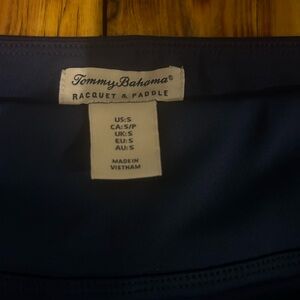 Tommy Bahama®
RACQUET & PADDLE
US:S
CA:S/P
UK:S
EU:S
AU:S
MADE IN
VIETNAM